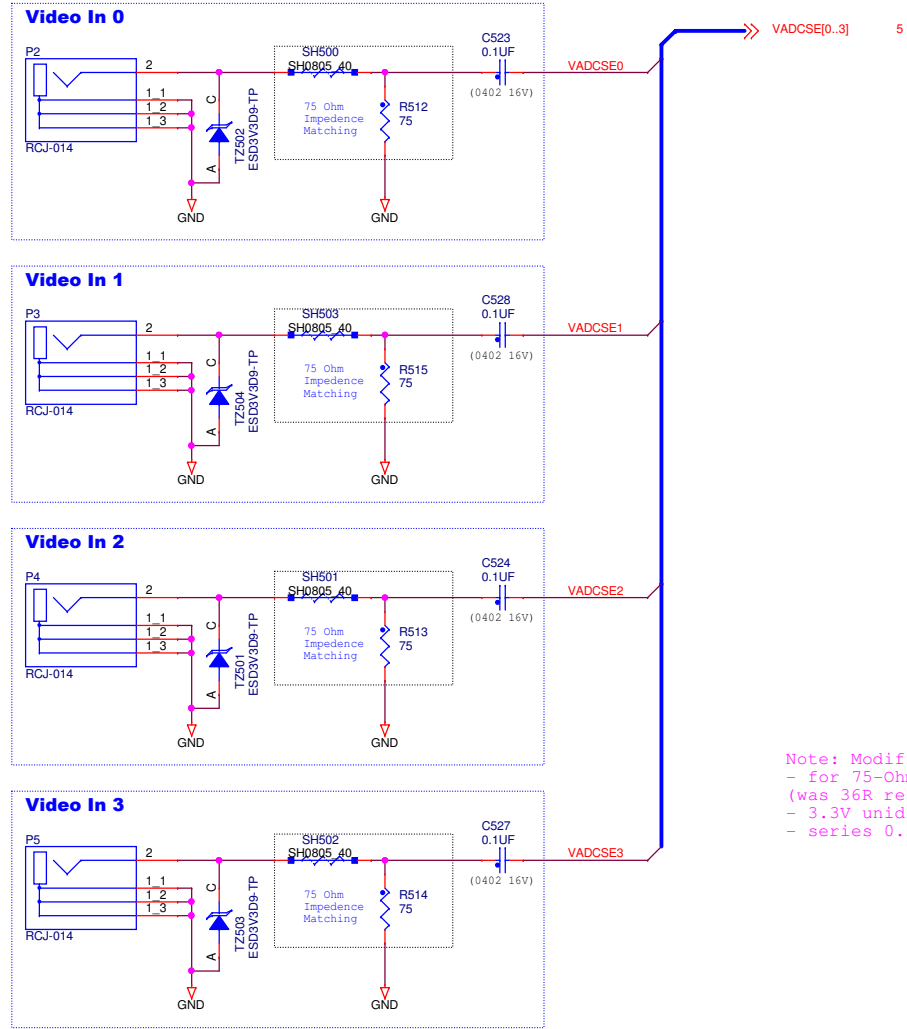 Video In 0
P2
2
1_1
1_2
1_3
RCJ-014
C
A
TZ502
ESD3V3D9-TP
GND
SH500
SH0805_40
75 Ohm
Impedence
Matching
R512
75
GND
C523
0.1UF
(0402 16V)
VADCSE0
VADCSE[0..3]
5
Video In 1
P3
2
1_1
1_2
1_3
RCJ-014
C
A
TZ504
ESD3V3D9-TP
GND
SH503
SH0805_40
75 Ohm
Impedence
Matching
R515
75
GND
C528
0.1UF
(0402 16V)
VADCSE1
Video In 2
P4
2
1_1
1_2
1_3
RCJ-014
C
A
TZ501
ESD3V3D9-TP
GND
SH501
SH0805_40
75 Ohm
Impedence
Matching
R513
75
GND
C524
0.1UF
(0402 16V)
VADCSE2
Video In 3
P5
2
1_1
1_2
1_3
RCJ-014
C
A
TZ503
ESD3V3D9-TP
GND
SH502
SH0805_40
75 Ohm
Impedence
Matching
R514
75
GND
C527
0.1UF
(0402 16V)
VADCSE3
Note: Modif
- for 75-Oh
(was 36R re
- 3.3V unid
- series 0.